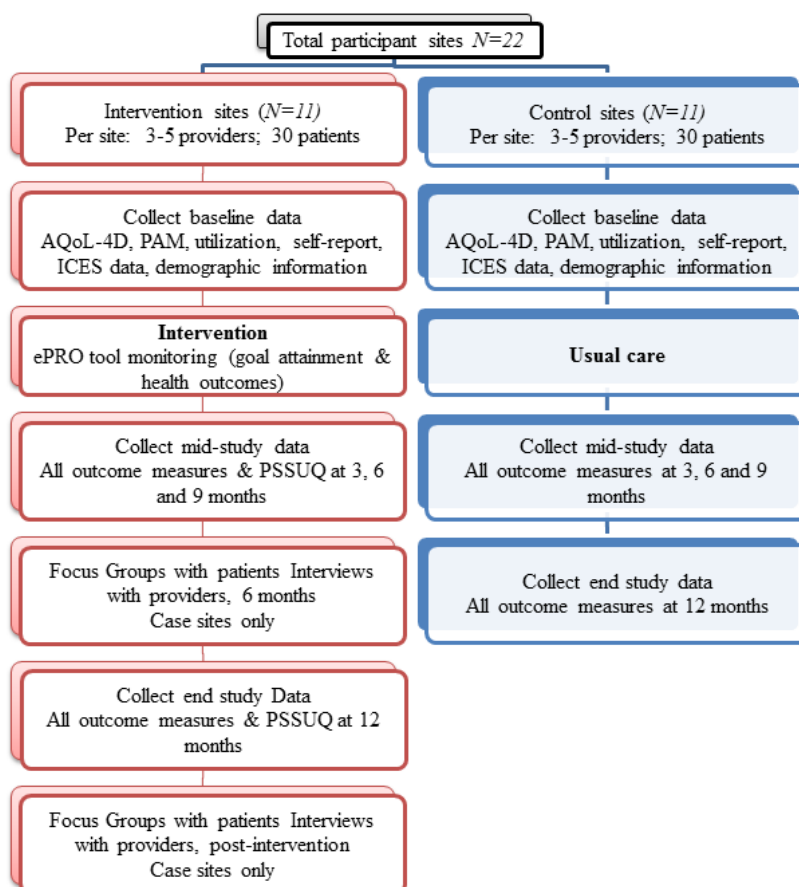 Total participant sites N=22
Intervention sites (N=11)
Per site: 3-5 providers; 30 patients
Control sites (N=11)
Per site: 3-5 providers; 30 patients
Collect baseline data
AQoL-4D, PAM, utilization, self-report,
ICES data, demographic information
Collect baseline data
AQoL-4D, PAM, utilization, self-report,
ICES data, demographic information
Intervention
ePRO tool monitoring (goal attainment &
health outcomes)
Usual care
Collect mid-study data
All outcome measures & PSSUQ at 3, 6
and 9 months
Collect mid-study data
All outcome measures at 3, 6 and 9
months
Focus Groups with patients Interviews
with providers, 6 months
Case sites only
Collect end study data
All outcome measures at 12 months
Collect end study Data
All outcome measures & PSSUQ at 12
months
Focus Groups with patients Interviews
with providers, post-intervention
Case sites only